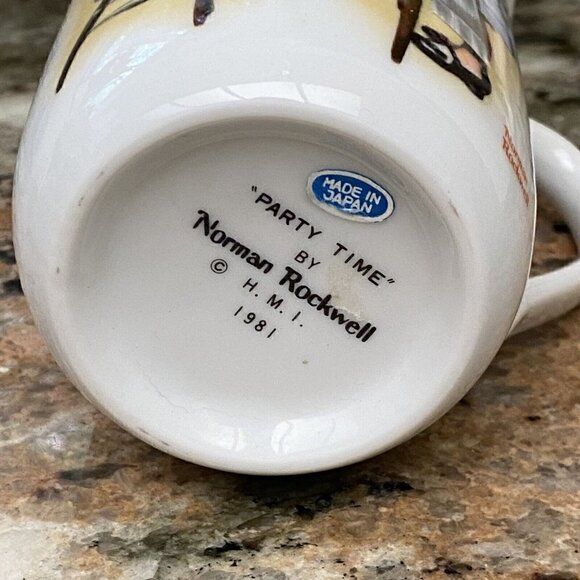 MADE IN
JAPAN
"PARTY TIME"
BY
Norman Rockwell
© H. M. I.
1981